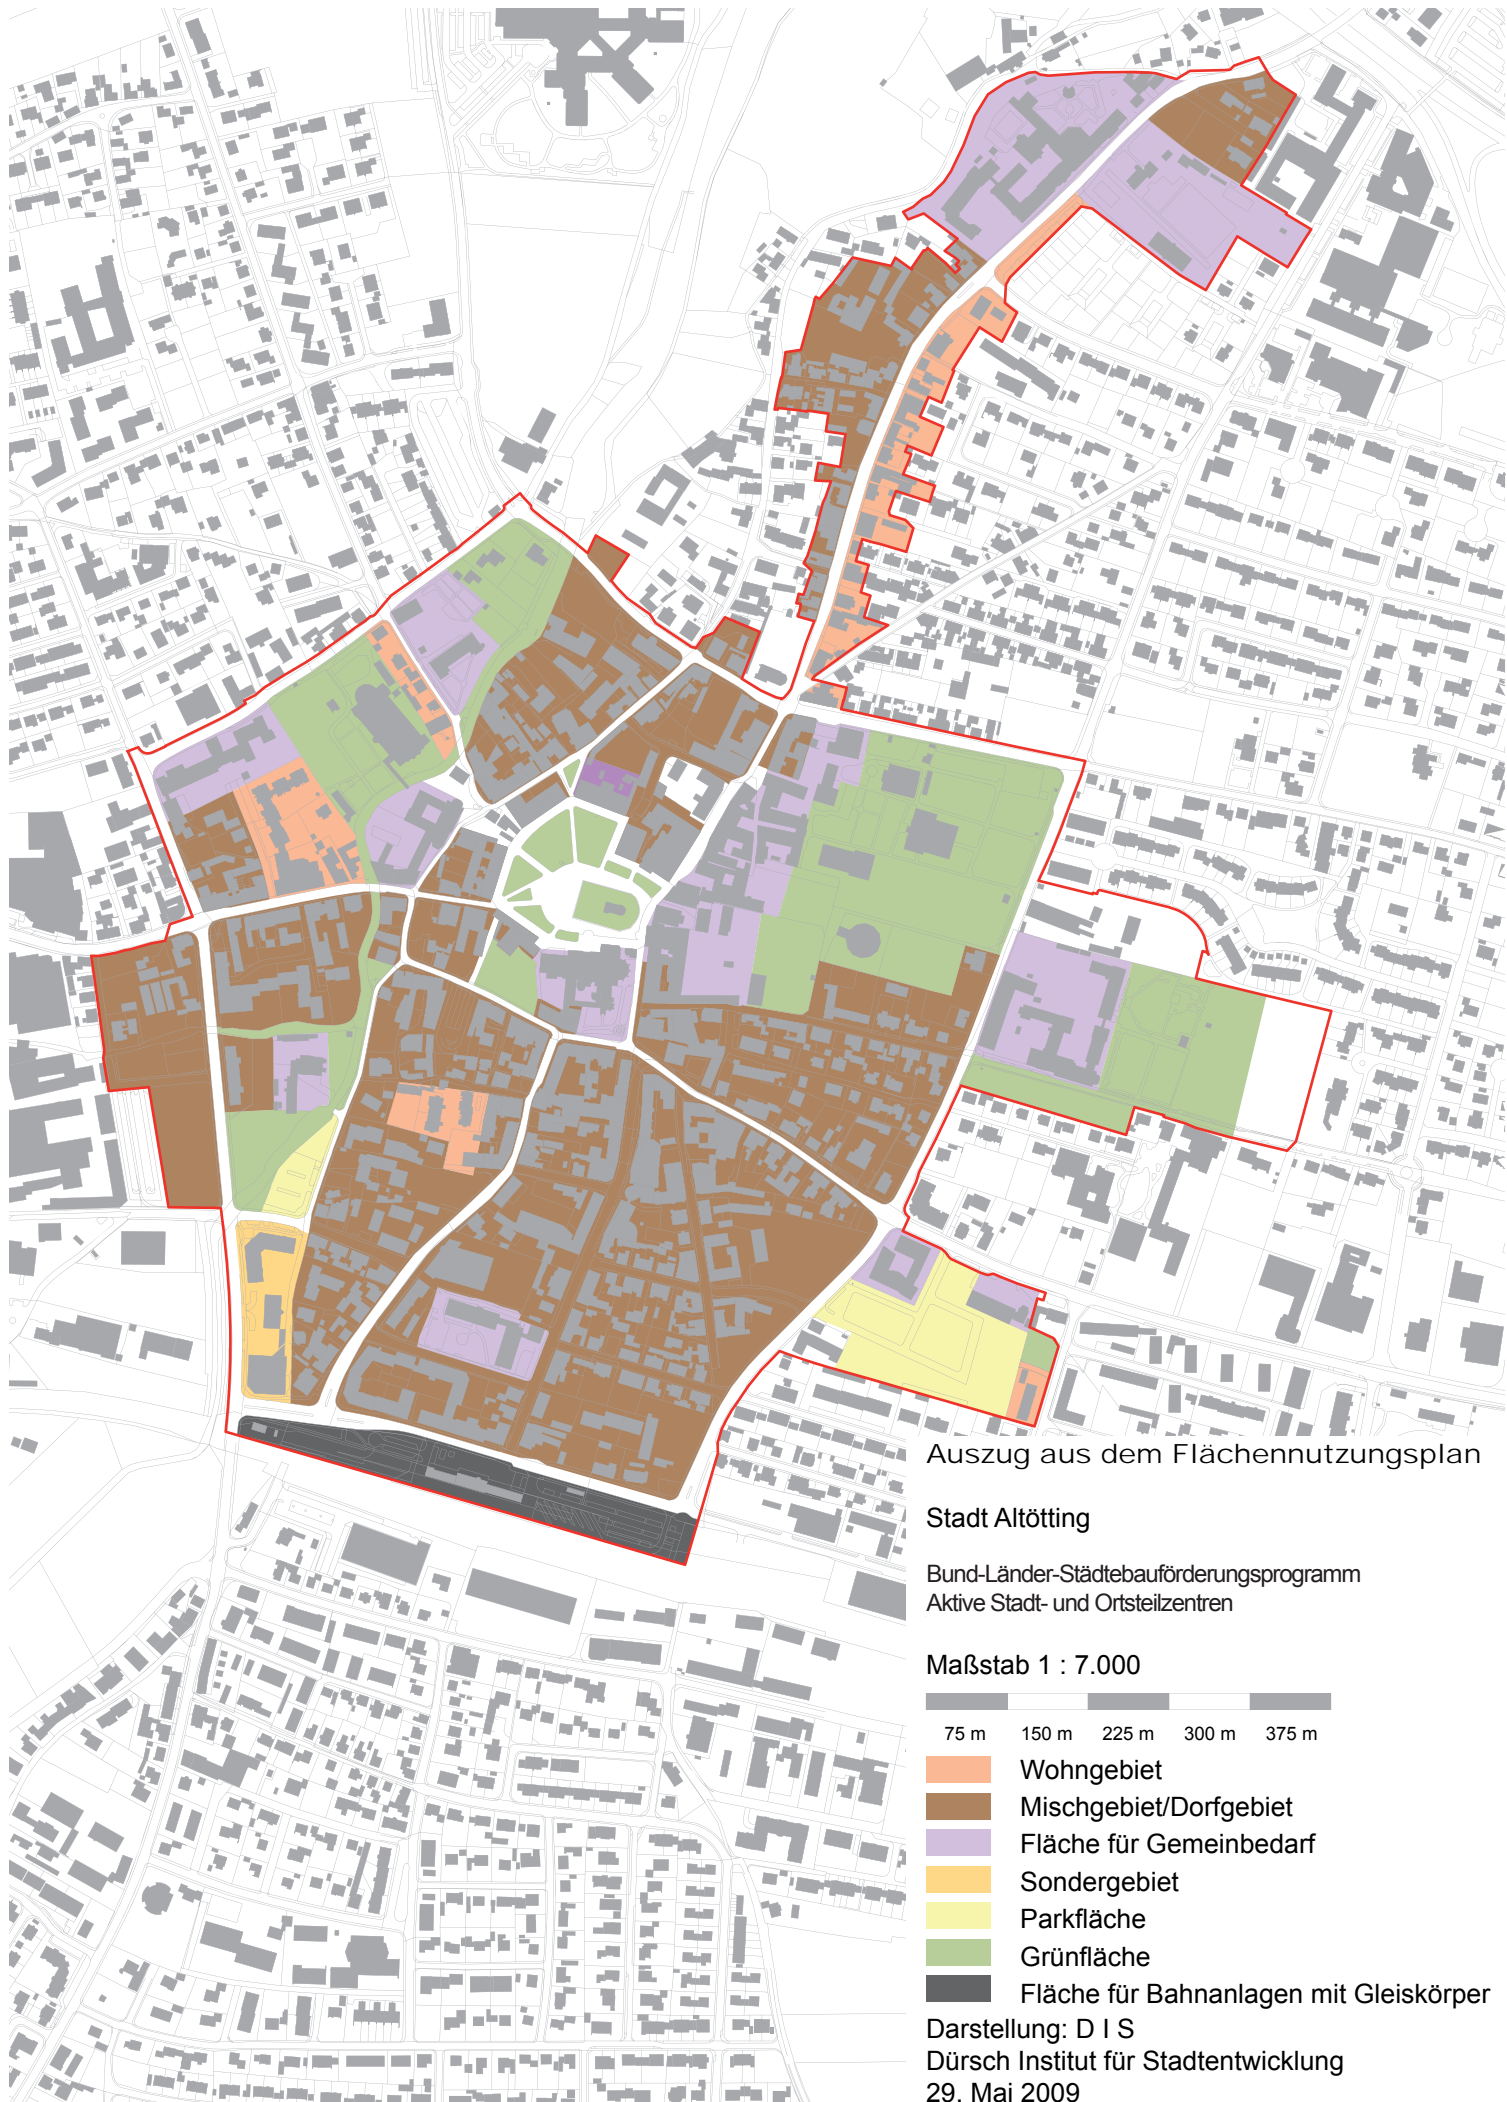 Auszug aus dem Flächennutzungsplan
Stadt Altötting
Bund-Länder-Städtebauförderungsprogramm
Aktive Stadt- und Ortsteilzentren
Maßstab 1 : 7.000
75 m 150 m 225 m 300 m 375 m
Wohngebiet
Mischgebiet/Dorfgebiet
Fläche für Gemeinbedarf
Sondergebiet
Parkfläche
Grünfläche
Fläche für Bahnanlagen mit Gleiskörper
Darstellung: D I S
Dürsch Institut für Stadtentwicklung
29. Mai 2009